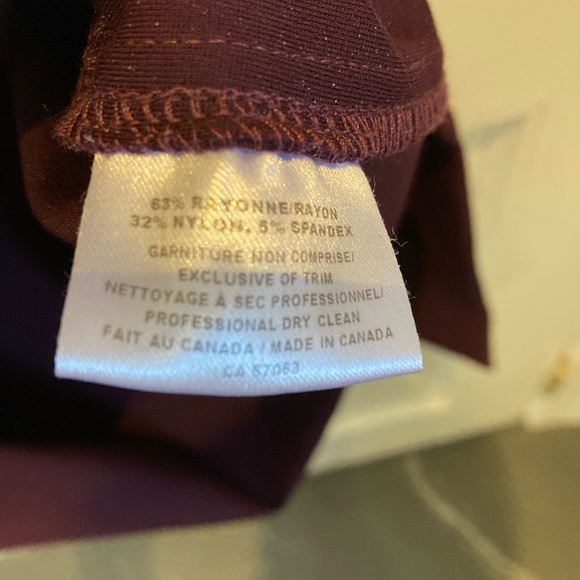 63% RAYONNE/RAYON
32% NYLON, 5% SPANDEX
GARNITURE NON COMPRISE/
EXCLUSIVE OF TRIM
NETTOYAGE À SEC PROFESSIONNEL/
PROFESSIONAL DRY CLEAN
FAIT AU CANADA / MADE IN CANADA
CA 57063